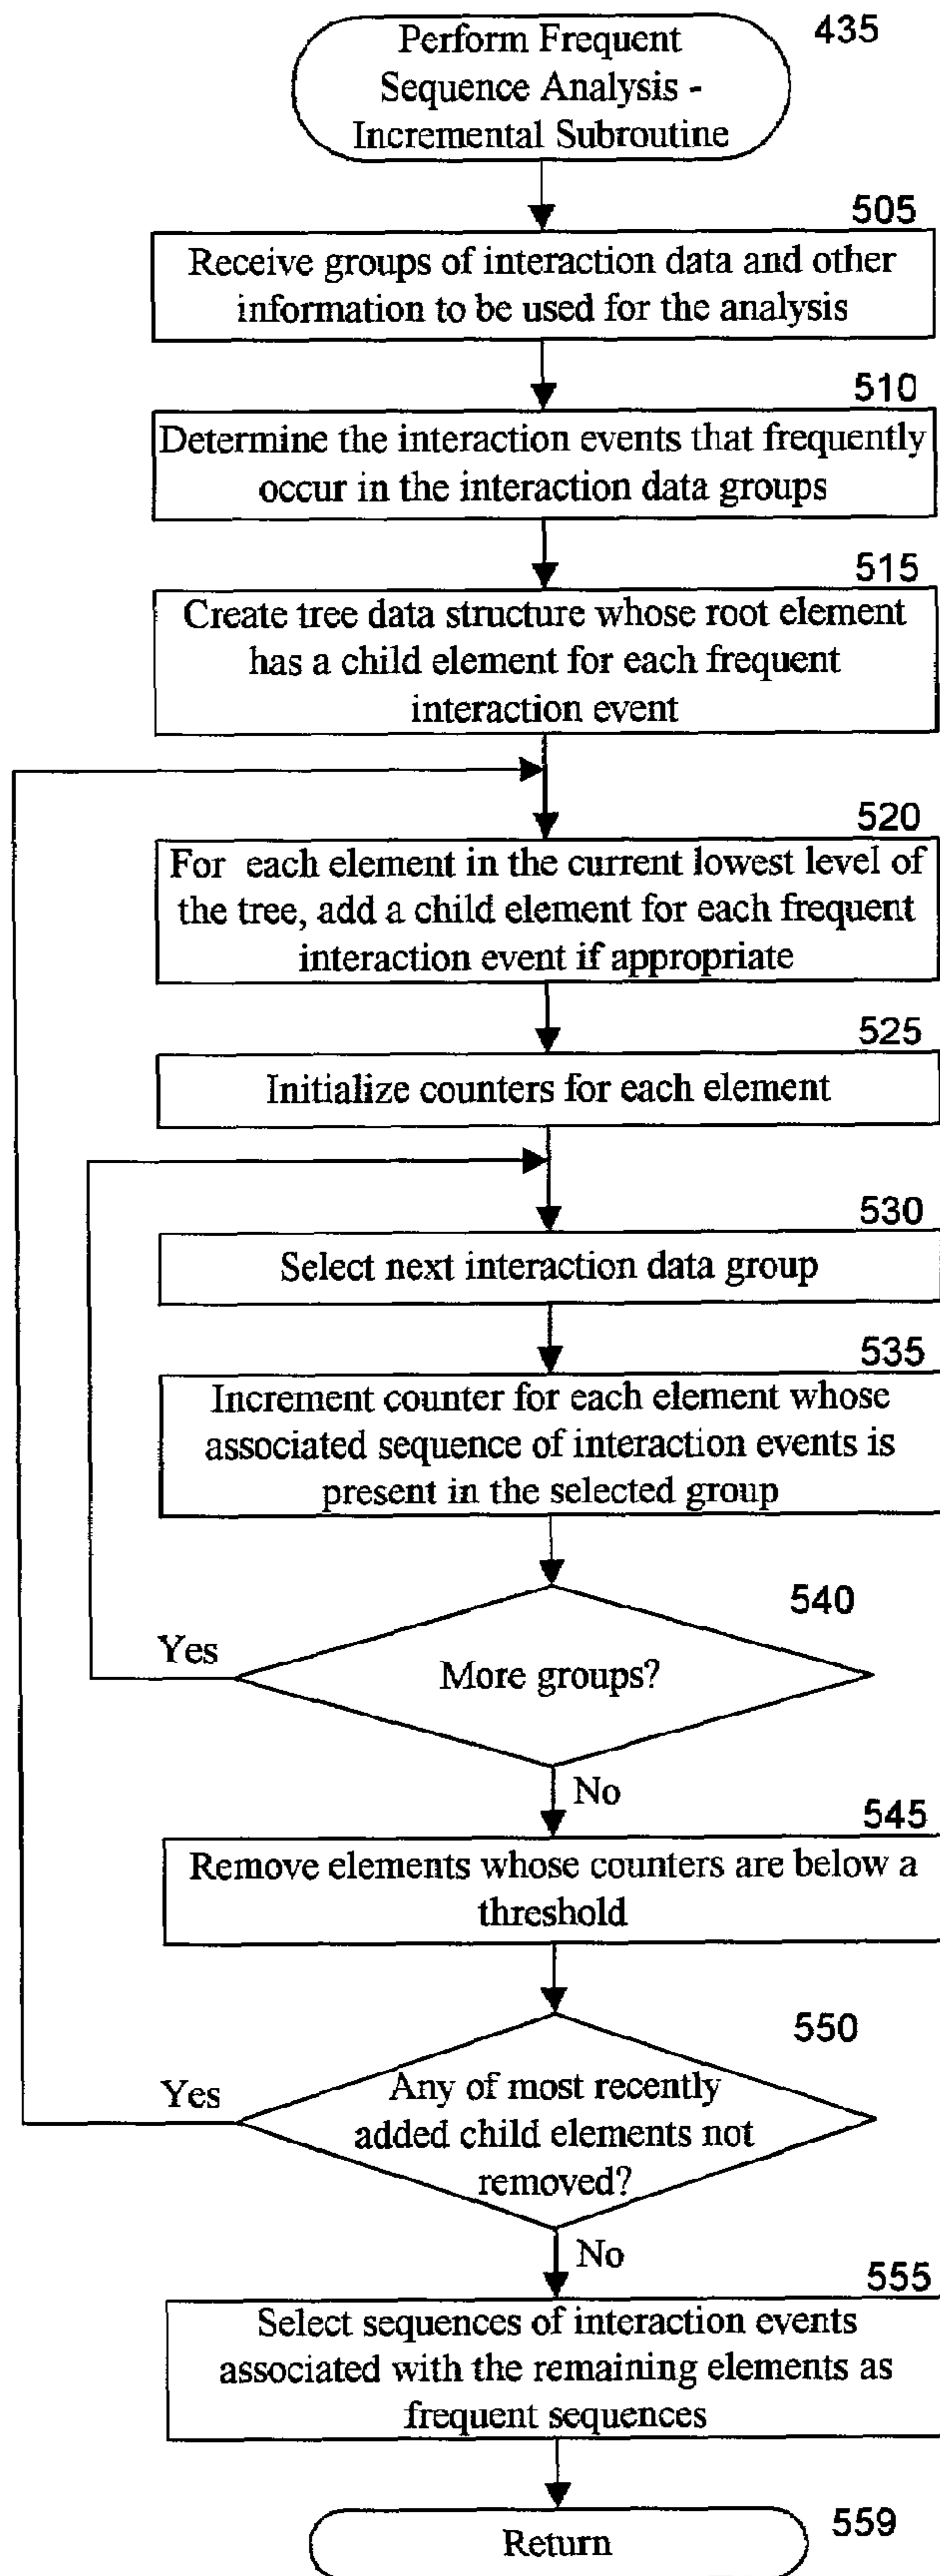 Perform Frequent
Sequence Analysis -
Incremental Subroutine
435
505
Receive groups of interaction data and other
information to be used for the analysis
510
Determine the interaction events that frequently
occur in the interaction data groups
515
Create tree data structure whose root element
has a child element for each frequent
interaction event
520
For each element in the current lowest level of
the tree, add a child element for each frequent
interaction event if appropriate
525
Initialize counters for each element
530
Select next interaction data group
535
Increment counter for each element whose
associated sequence of interaction events is
present in the selected group
540
Yes
More groups?
No
545
Remove elements whose counters are below a
threshold
550
Yes
Any of most recently
added child elements not
removed?
No
555
Select sequences of interaction events
associated with the remaining elements as
frequent sequences
559
Return